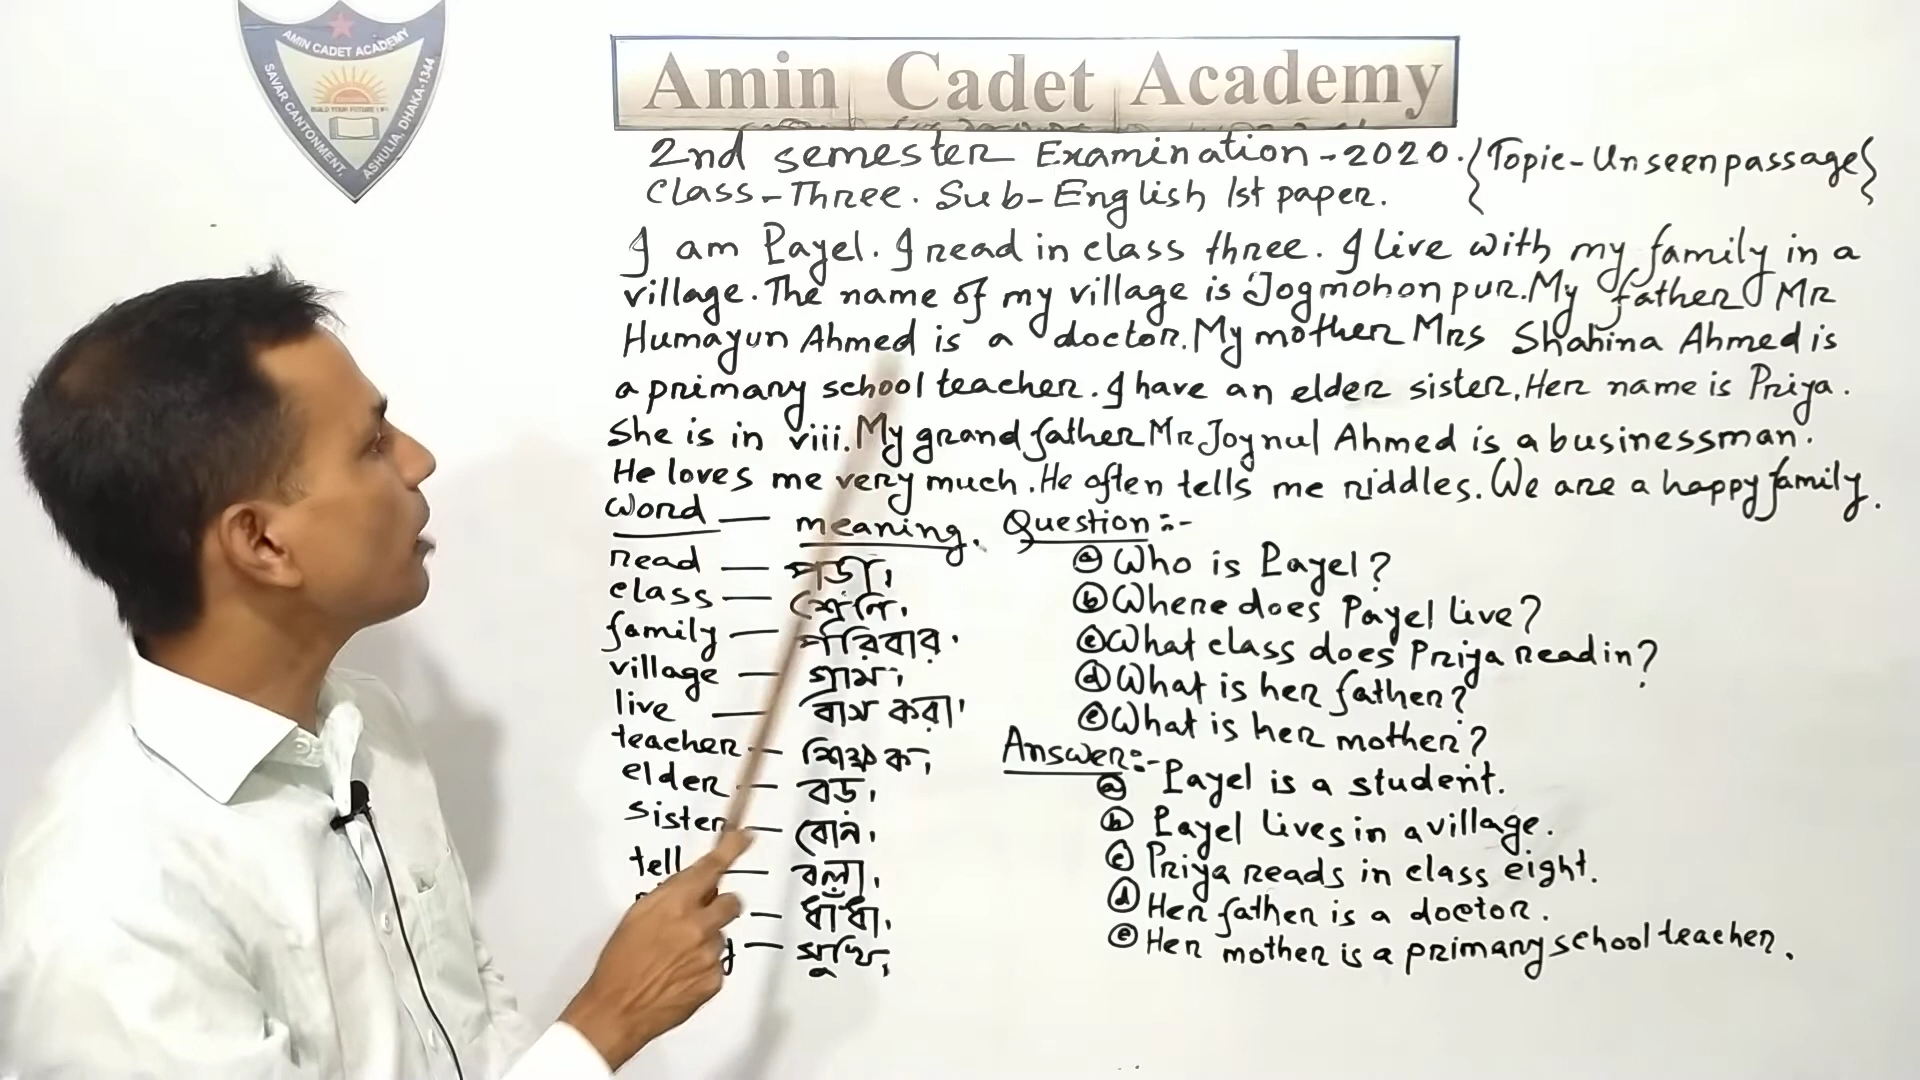 AMIN CADET ACADEMY
SAVAR CANTONMENT,
ASHULIA, DHAKA-1344
BUILD YOUR FUTURE
Amin Cadet Academy
2nd semester Examination-2020. {Topic-Unseen passage}
Class-Three. Sub-English 1st paper.
I am Payel. I read in class three. I live with my family in a
village. The name of my village is Jogmohonpur. My father Mr
Humayun Ahmed is a doctor. My mother Mrs Shahina Ahmed is
a primary school teacher. I have an elder sister. Her name is Priya.
She is in viii. My grandfather Mr Joynul Ahmed is a businessman.
He loves me very much. He often tells me riddles. We are a happy family.
word — meaning.
read — পড়া,
class — শ্রেণি,
family — পরিবার,
village — গ্রাম,
live — বাস করা,
teacher — শিক্ষক,
elder — বড়,
sister — বোন,
tell — বলা,
— ধাঁধা,
y — সুখি,
Question :-
(a) Who is Payel?
(b) Where does Payel live?
(c) What class does Priya read in?
(d) What is her father?
(e) What is her mother?
Answer :-
(a) Payel is a student.
(b) Payel lives in a village.
(c) Priya reads in class eight.
(d) Her father is a doctor.
(e) Her mother is a primary school teacher.